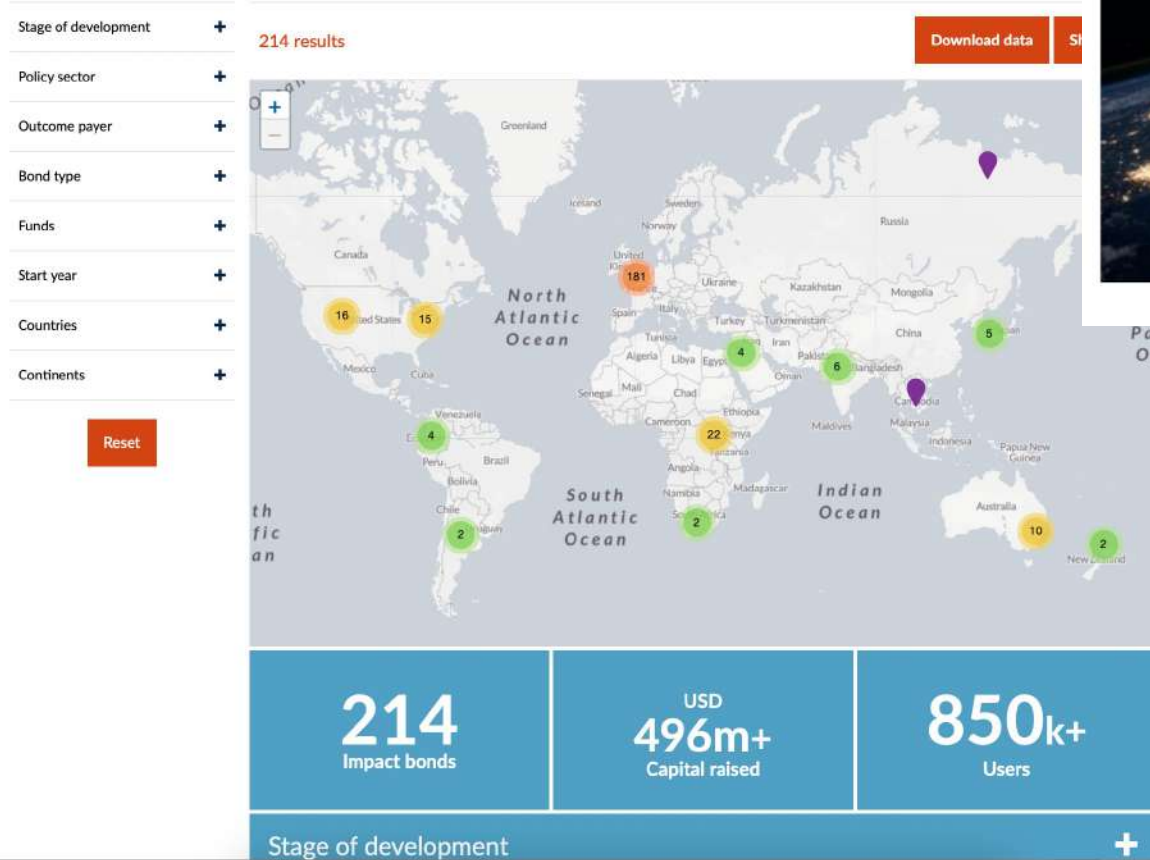 Stage of development +
Policy sector +
Outcome payer +
Bond type +
Funds +
Start year +
Countries +
Continents +
Reset
214 results
Download data
+
−
Greenland
Iceland
Sweden
Norway
Russia
Canada
United
181
Ukraine
Kazakhstan
Mongolia
North
Atlantic
Ocean
16
States
15
Spain
Italy
Turkey
Turkmenistan
China
5
Tunisia
4
Iran
Algeria
Libya
Egypt
6
Bangladesh
Mexico
Cuba
Oman
Senegal
Mali
Chad
Cambodia
Venezuela
Ethiopia
4
Cameroon
22
Maldives
Malaysia
Indonesia
Papua New
Guinea
Peru
Brazil
Tanzania
Angola
Bolivia
South
Atlantic
Ocean
Namibia
Madagascar
Indian
Ocean
Australia
Chile
2
2
10
2
214
Impact bonds
USD
496m+
Capital raised
850k+
Users
Stage of development +